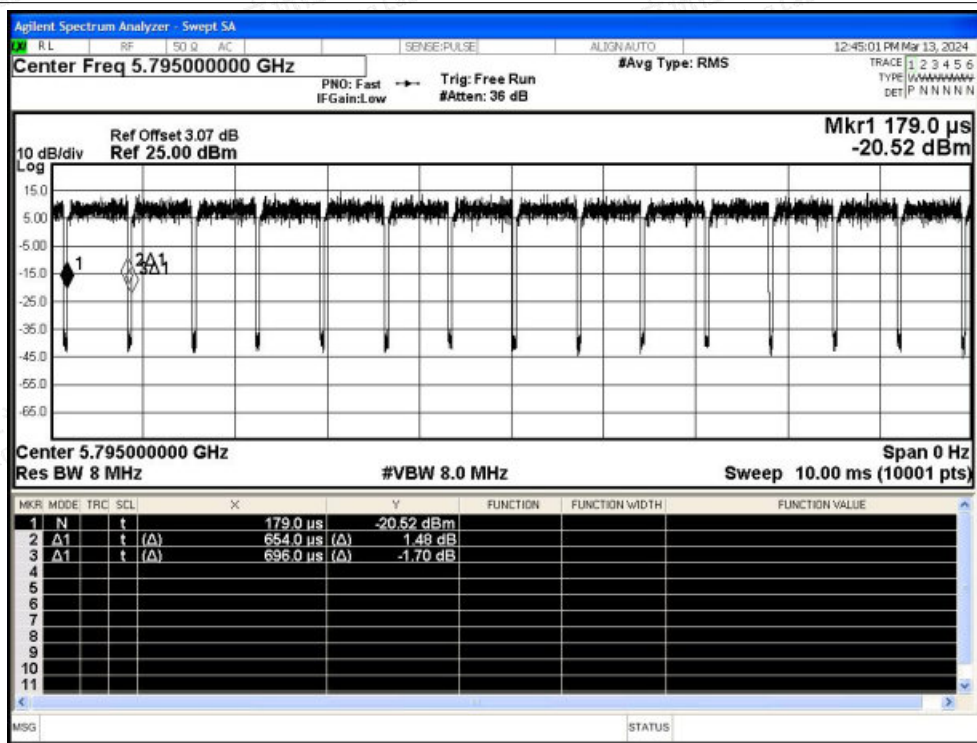 Agilent Spectrum Analyzer - Swept SA
RL RF 50 Ω AC SENSE:PULSE ALIGN AUTO 12:45:01 PM Mar 13, 2024
Center Freq 5.795000000 GHz #Avg Type: RMS TRACE 1 2 3 4 5 6
PNO: Fast Trig: Free Run TYPE WWWWWW
IFGain:Low #Atten: 36 dB DET P N N N N N
Mkr1 179.0 µs
Ref Offset 3.07 dB
10 dB/div Ref 25.00 dBm -20.52 dBm
Log
15.0
5.00
-5.00
1 2Δ1
3Δ1
-15.0
-25.0
-35.0
-45.0
-55.0
-65.0
Center 5.795000000 GHz Span 0 Hz
Res BW 8 MHz #VBW 8.0 MHz Sweep 10.00 ms (10001 pts)
MKR MODE TRC SCL X Y FUNCTION FUNCTION WIDTH FUNCTION VALUE
1 N t 179.0 µs -20.52 dBm
2 Δ1 t (Δ) 654.0 µs (Δ) 1.48 dB
3 Δ1 t (Δ) 696.0 µs (Δ) -1.70 dB
4
5
6
7
8
9
10
11
MSG STATUS